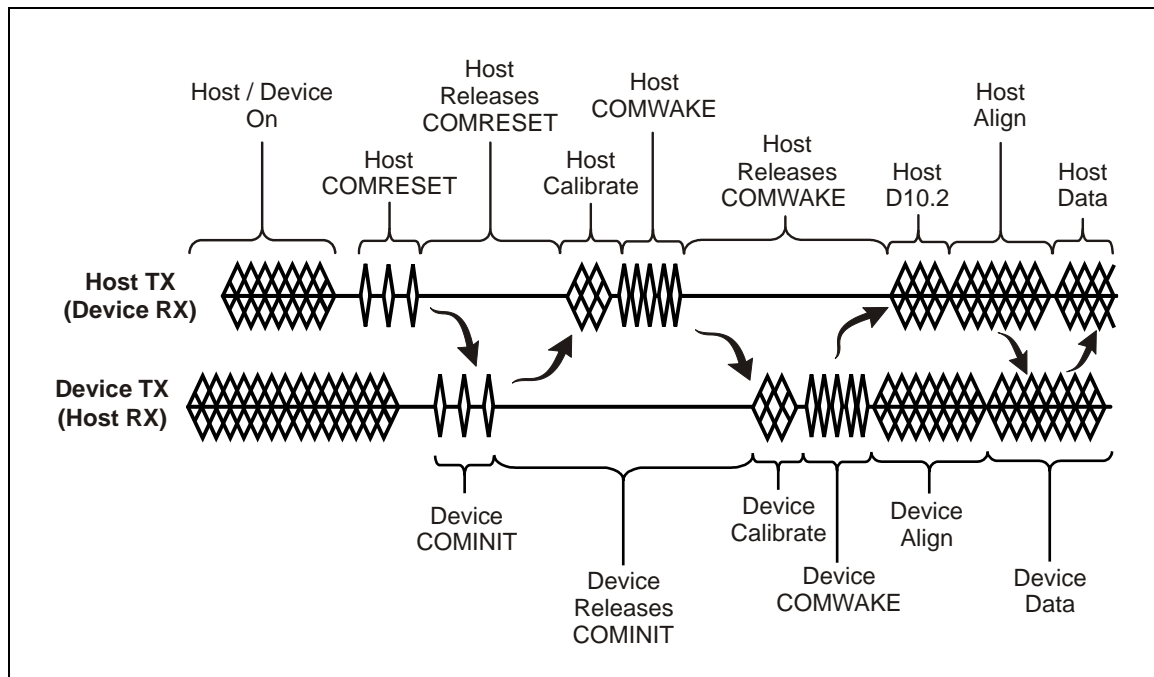 Host / Device
On
Host
COMRESET
Host
Releases
COMRESET
Host
Calibrate
Host
COMWAKE
Host
Releases
COMWAKE
Host
D10.2
Host
Align
Host
Data
Host TX
(Device RX)
Device TX
(Host RX)
Device
COMINIT
Device
Releases
COMINIT
Device
Calibrate
Device
COMWAKE
Device
Align
Device
Data